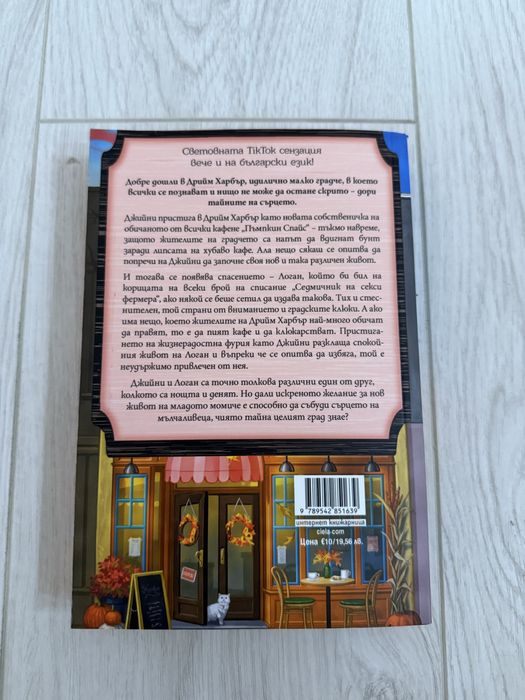 Световната TikTok сензация
вече и на български език!
Добре дошли в Дрийм Харбър, идилично малко градче, в което
всички се познават и нищо не може да остане скрито – дори
тайните на сърцето.
Джийни пристига в Дрийм Харбър като новата собственичка на
обичаното от всички кафене „Пъмпкин Спайс“ – тъкмо навреме,
защото жителите на градчето са напът да вдигнат бунт
заради липсата на хубаво кафе. Ала нещо сякаш се опитва да
попречи на Джийни да започне своя нов и така различен живот.
И тогава се появява спасението – Логан, който би бил на
корицата на всеки брой на списание „Седмичник на секси
фермера“, ако някой се беше сетил да издава такова. Тих и стес-
нителен, той страни от вниманието и градските клюки. А ако
има нещо, което жителите на Дрийм Харбър най-много обичат
да правят, то е да пият кафе и да клюкарстват. Пристига-
нето на жизнерадостна фурия като Джийни разклаща спокой-
ния живот на Логан и въпреки че се опитва да избяга, той е
неудържимо привлечен от нея.
Джийни и Логан са точно толкова различни един от друг,
колкото са нощта и денят. Но дали искреното желание за нов
живот на младото момиче е способно да събуди сърцето на
мълчаливеца, чиято тайна целият град знае?
9 789542 851639
интернет книжарница
ciela.com
Цена €10/19,56 лв.